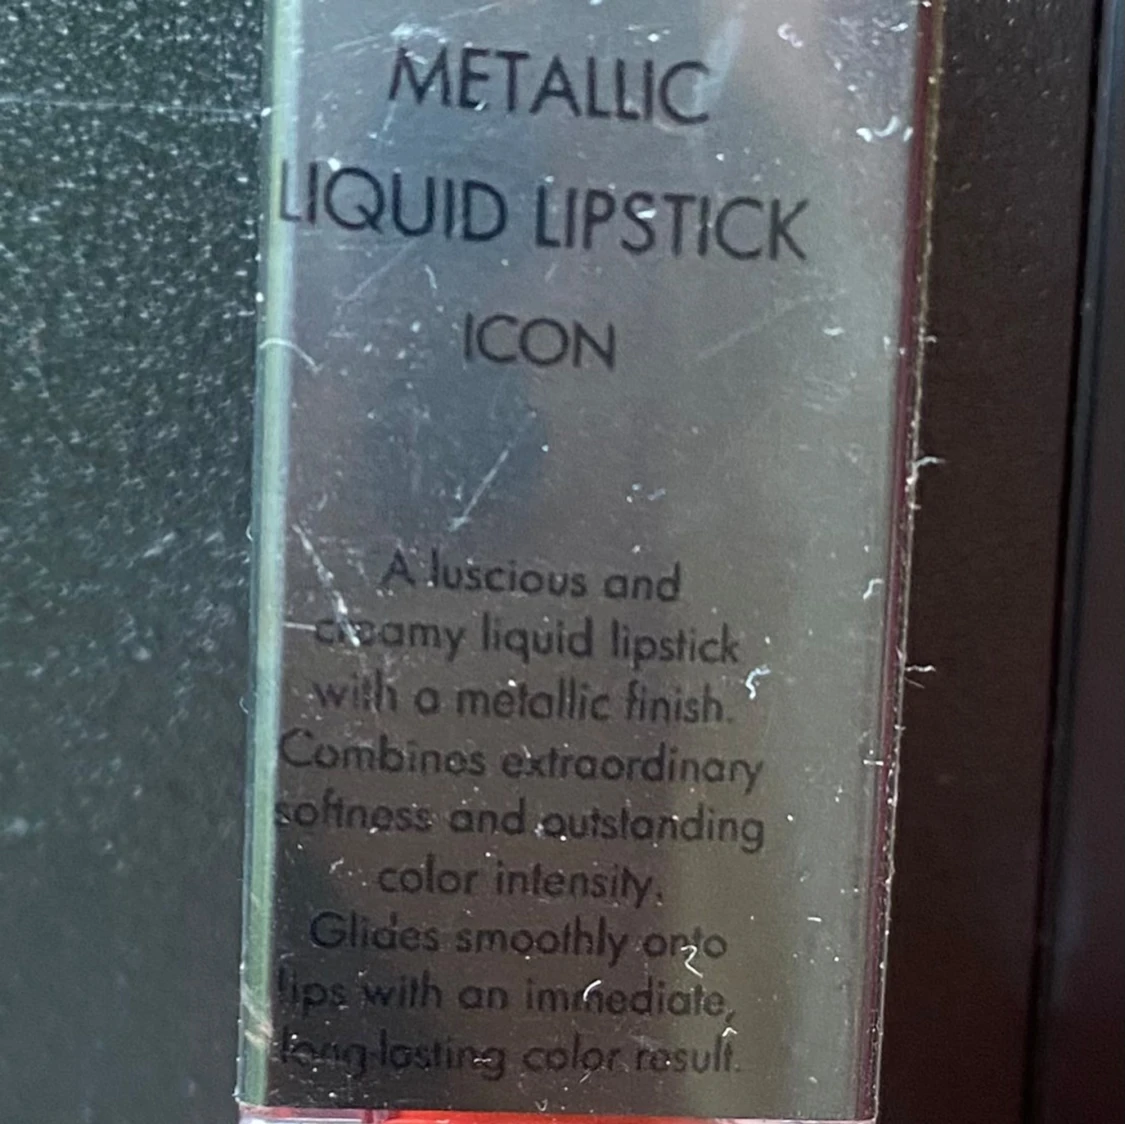 METALLIC
LIQUID LIPSTICK
ICON
A luscious and
creamy liquid lipstick
with a metallic finish.
Combines extraordinary
softness and outstanding
color intensity.
Glides smoothly onto
lips with an immediate,
long-lasting color result.